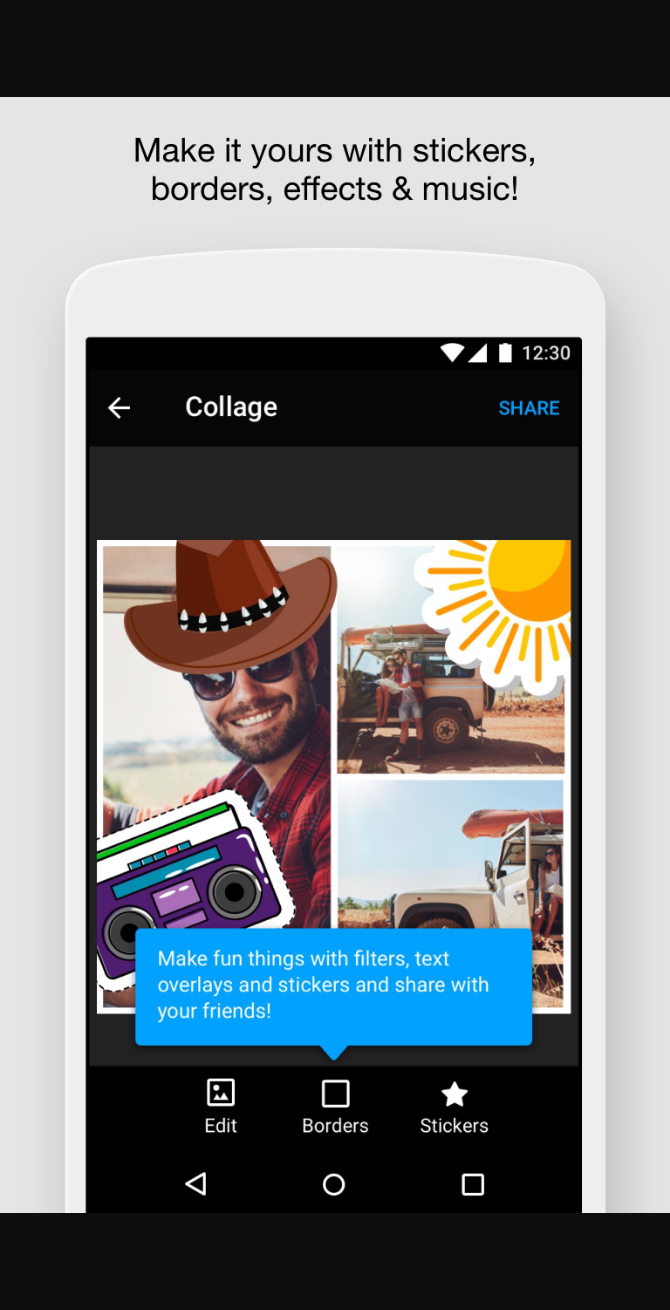 Make it yours with stickers,
borders, effects & music!
12:30
Collage
SHARE
Make fun things with filters, text
overlays and stickers and share with
your friends!
Edit
Borders
Stickers